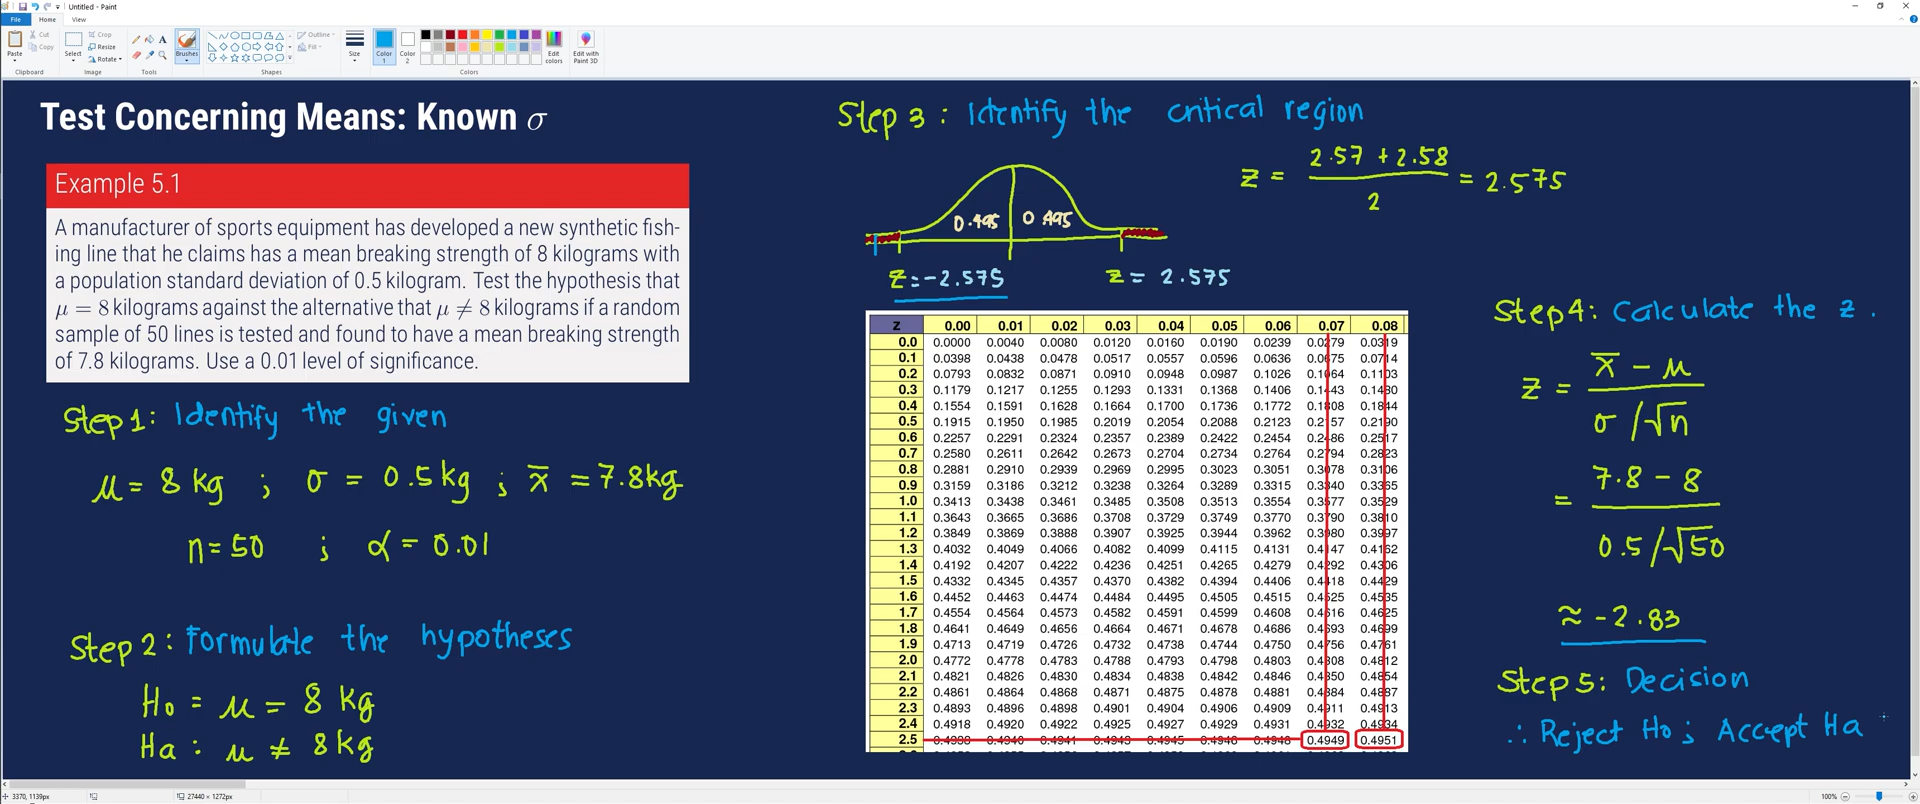 Untitled - Paint
File Home View
Paste
Cut
Copy
Clipboard
Select
Crop
Resize
Rotate
Image
Tools
Brushes
Shapes
Outline
Fill
Size
Color 1
Color 2
Colors
Edit colors
Edit with Paint 3D
Test Concerning Means: Known σ
Example 5.1
A manufacturer of sports equipment has developed a new synthetic fish-
ing line that he claims has a mean breaking strength of 8 kilograms with
a population standard deviation of 0.5 kilogram. Test the hypothesis that
μ = 8 kilograms against the alternative that μ ≠ 8 kilograms if a random
sample of 50 lines is tested and found to have a mean breaking strength
of 7.8 kilograms. Use a 0.01 level of significance.
Step 1: Identify the given
μ = 8 kg ; σ = 0.5 kg ; x̄ = 7.8 kg
n = 50 ; α = 0.01
Step 2: Formulate the hypotheses
Ho = μ = 8 kg
Ha : μ ≠ 8 kg
Step 3 : Identify the critical region
0.495 0.495
z = -2.575 z = 2.575
z = 2.57 + 2.58 / 2 = 2.575
z 0.00 0.01 0.02 0.03 0.04 0.05 0.06 0.07 0.08
0.0 0.0000 0.0040 0.0080 0.0120 0.0160 0.0190 0.0239 0.0279 0.0319
0.1 0.0398 0.0438 0.0478 0.0517 0.0557 0.0596 0.0636 0.0675 0.0714
0.2 0.0793 0.0832 0.0871 0.0910 0.0948 0.0987 0.1026 0.1064 0.1103
0.3 0.1179 0.1217 0.1255 0.1293 0.1331 0.1368 0.1406 0.1443 0.1480
0.4 0.1554 0.1591 0.1628 0.1664 0.1700 0.1736 0.1772 0.1808 0.1844
0.5 0.1915 0.1950 0.1985 0.2019 0.2054 0.2088 0.2123 0.2157 0.2190
0.6 0.2257 0.2291 0.2324 0.2357 0.2389 0.2422 0.2454 0.2486 0.2517
0.7 0.2580 0.2611 0.2642 0.2673 0.2704 0.2734 0.2764 0.2794 0.2823
0.8 0.2881 0.2910 0.2939 0.2969 0.2995 0.3023 0.3051 0.3078 0.3106
0.9 0.3159 0.3186 0.3212 0.3238 0.3264 0.3289 0.3315 0.3340 0.3365
1.0 0.3413 0.3438 0.3461 0.3485 0.3508 0.3513 0.3554 0.3577 0.3529
1.1 0.3643 0.3665 0.3686 0.3708 0.3729 0.3749 0.3770 0.3790 0.3810
1.2 0.3849 0.3869 0.3888 0.3907 0.3925 0.3944 0.3962 0.3980 0.3997
1.3 0.4032 0.4049 0.4066 0.4082 0.4099 0.4115 0.4131 0.4147 0.4162
1.4 0.4192 0.4207 0.4222 0.4236 0.4251 0.4265 0.4279 0.4292 0.4306
1.5 0.4332 0.4345 0.4357 0.4370 0.4382 0.4394 0.4406 0.4418 0.4429
1.6 0.4452 0.4463 0.4474 0.4484 0.4495 0.4505 0.4515 0.4525 0.4535
1.7 0.4554 0.4564 0.4573 0.4582 0.4591 0.4599 0.4608 0.4616 0.4625
1.8 0.4641 0.4649 0.4656 0.4664 0.4671 0.4678 0.4686 0.4693 0.4699
1.9 0.4713 0.4719 0.4726 0.4732 0.4738 0.4744 0.4750 0.4756 0.4761
2.0 0.4772 0.4778 0.4783 0.4788 0.4793 0.4798 0.4803 0.4808 0.4812
2.1 0.4821 0.4826 0.4830 0.4834 0.4838 0.4842 0.4846 0.4850 0.4854
2.2 0.4861 0.4864 0.4868 0.4871 0.4875 0.4878 0.4881 0.4884 0.4887
2.3 0.4893 0.4896 0.4898 0.4901 0.4904 0.4906 0.4909 0.4911 0.4913
2.4 0.4918 0.4920 0.4922 0.4925 0.4927 0.4929 0.4931 0.4932 0.4934
2.5 0.4949 0.4951
Step 4: Calculate the z .
z = x̄ - μ / σ/√n
= 7.8 - 8 / 0.5/√50
≈ -2.83
Step 5: Decision
∴ Reject Ho ; Accept Ha
3370, 1139px
27440 × 1272px
100%